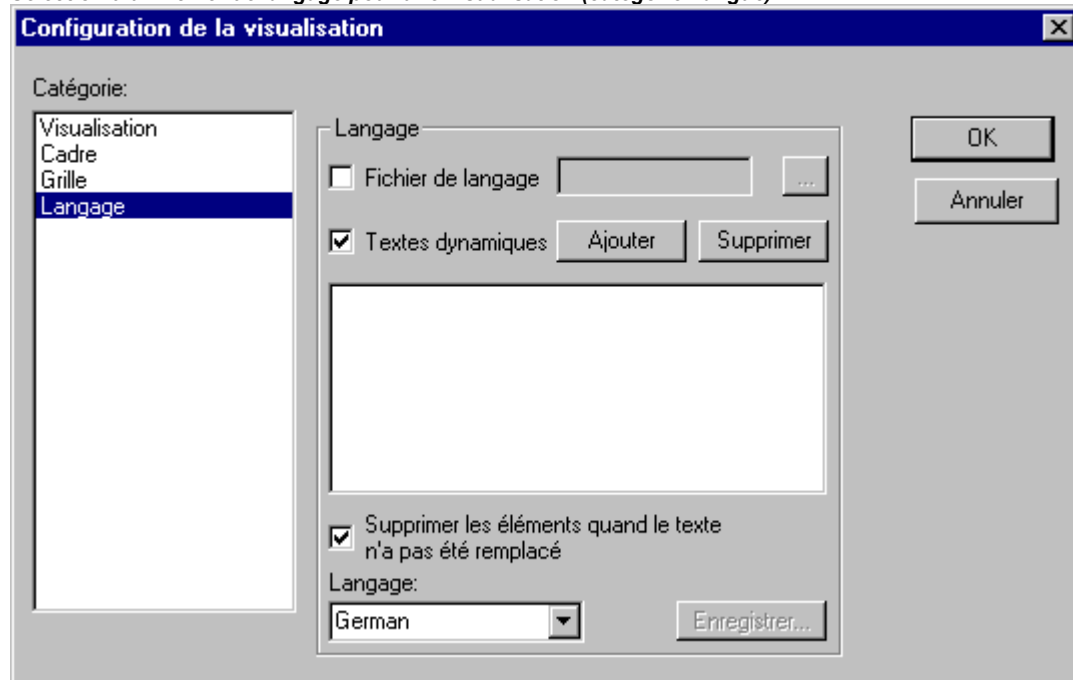 Configuration de la visualisation
Catégorie:
Visualisation
Cadre
Grille
Langage
Langage
Fichier de langage ...
Textes dynamiques Ajouter Supprimer
Supprimer les éléments quand le texte
n'a pas été remplacé
Langage:
German Enregistrer...
OK
Annuler